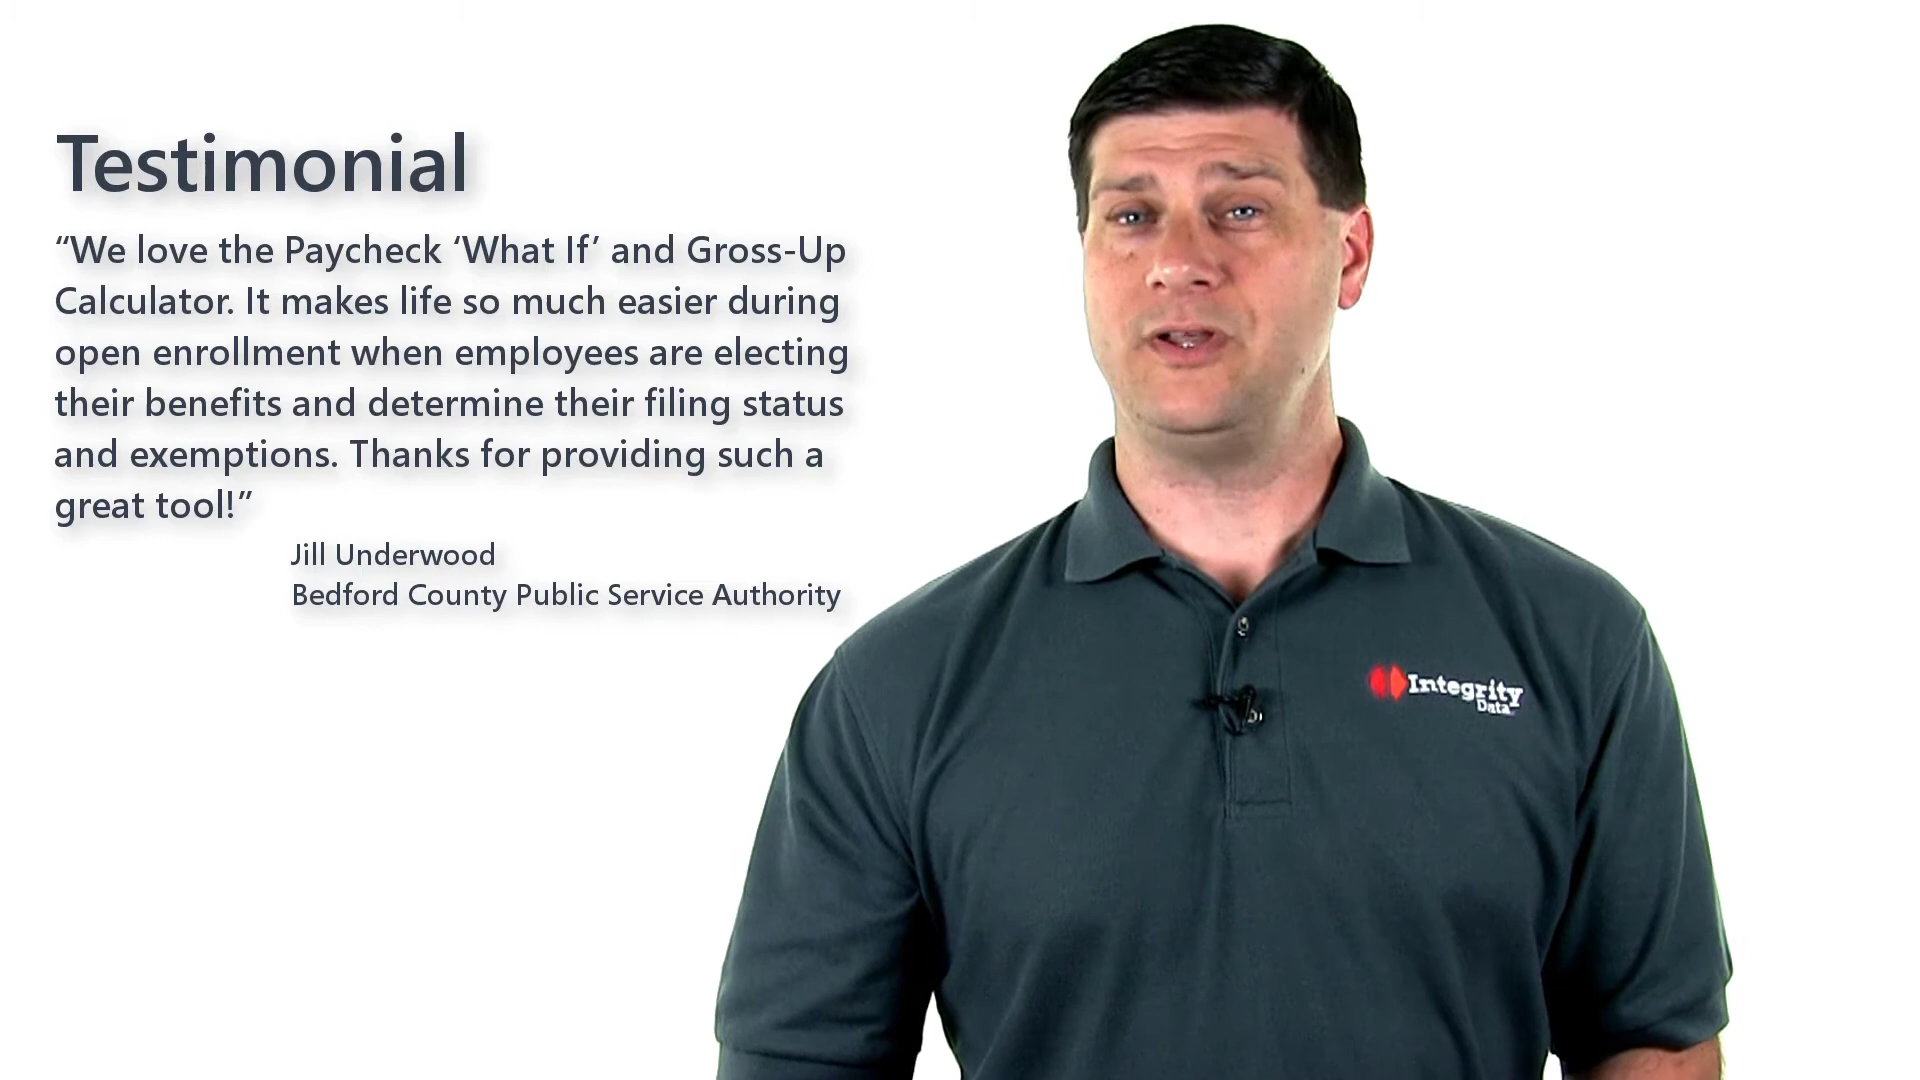 Testimonial
“We love the Paycheck ‘What If’ and Gross-Up
Calculator. It makes life so much easier during
open enrollment when employees are electing
their benefits and determine their filing status
and exemptions. Thanks for providing such a
great tool!”
Jill Underwood
Bedford County Public Service Authority
Integrity
Data